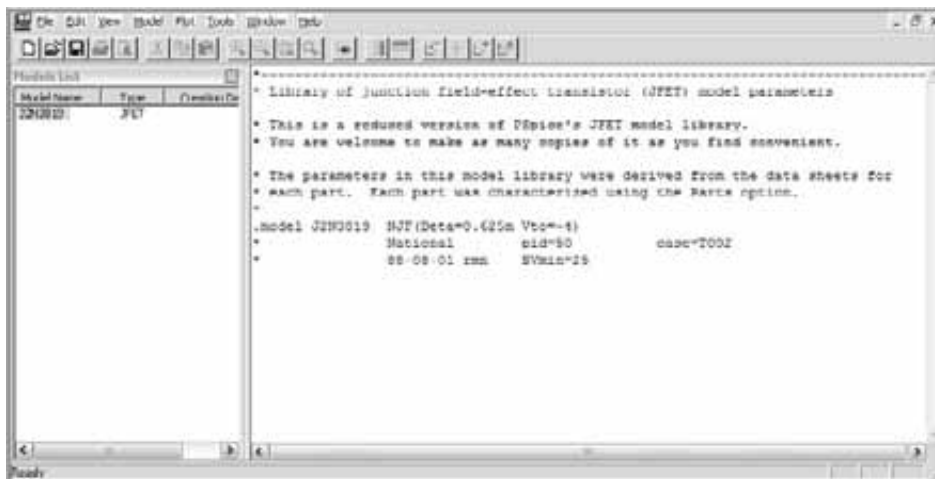 File Edit View Model Plot Tools Window Help
Models List
Model Name Type Creation Da
J2N3819 JFET
*------------------------------------------------------------------------------
* Library of junction field-effect transistor (JFET) model parameters
* This is a reduced version of PSpice's JFET model library.
* You are welcome to make as many copies of it as you find convenient.
* The parameters in this model library were derived from the data sheets for
* each part. Each part was characterized using the Parts option.
*
.model J2N3819 NJF(Beta=0.625m Vto=-4)
* National pid=50 case=TO92
* 88-08-01 rmn BVmin=25
Ready